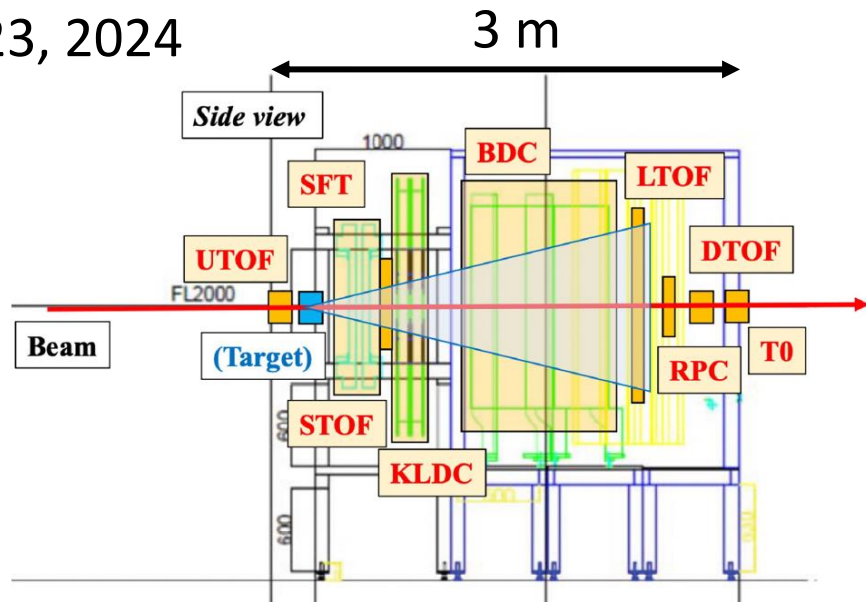 23, 2024
3 m
Side view
1000
BDC
SFT
LTOF
UTOF
DTOF
FL2000
Beam
(Target)
T0
RPC
STOF
600
KLDC
600